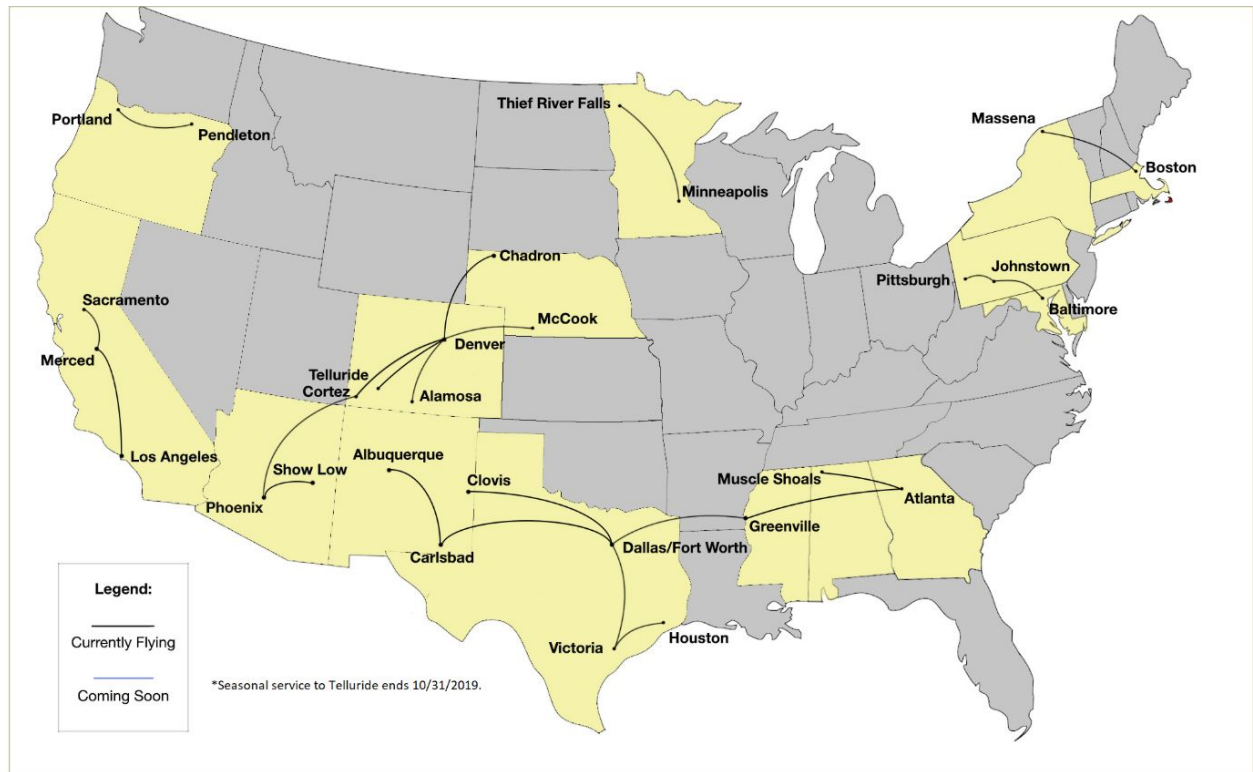 Thief River Falls
Massena
Portland
Pendleton
Boston
Minneapolis
Chadron
Pittsburgh
Johnstown
Baltimore
Sacramento
McCook
Merced
Denver
Telluride
Cortez
Alamosa
Los Angeles
Albuquerque
Show Low
Clovis
Muscle Shoals
Phoenix
Atlanta
Greenville
Carlsbad
Dallas/Fort Worth
Houston
Victoria
Legend:
Currently Flying
Coming Soon
*Seasonal service to Telluride ends 10/31/2019.